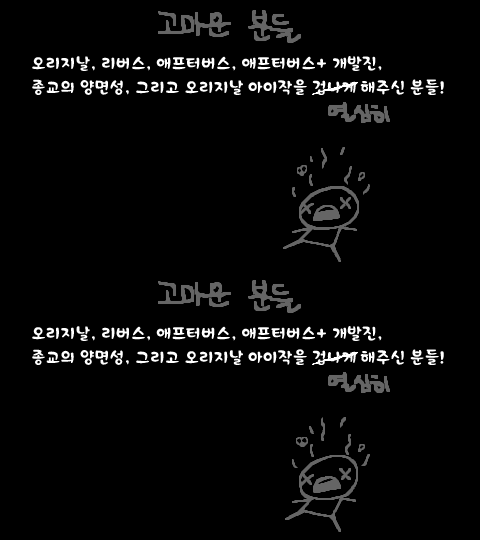 고마운 분들
오리지날, 리버스, 애프터버스, 애프터버스+ 개발진,
종교의 양면성, 그리고 오리지날 아이작을 겁나게 해주신 분들!
열심히
고마운 분들
오리지날, 리버스, 애프터버스, 애프터버스+ 개발진,
종교의 양면성, 그리고 오리지날 아이작을 겁나게 해주신 분들!
열심히